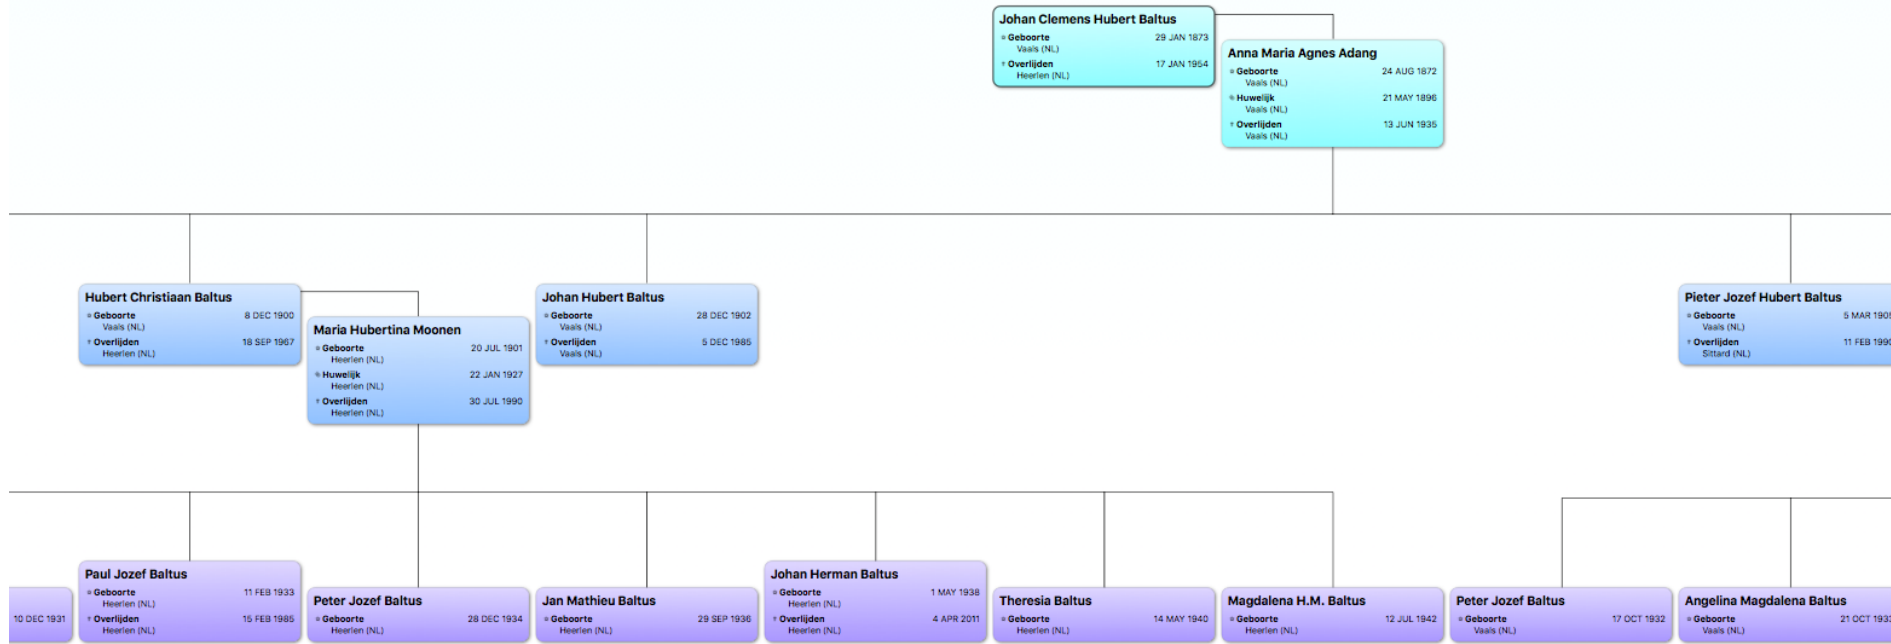 Johan Clemens Hubert Baltus
Geboorte 29 JAN 1873
Vaals (NL)
† Overlijden 17 JAN 1954
Heerlen (NL)
Anna Maria Agnes Adang
Geboorte 24 AUG 1872
Vaals (NL)
Huwelijk 21 MAY 1896
Vaals (NL)
† Overlijden 13 JUN 1935
Vaals (NL)
Hubert Christiaan Baltus
Geboorte 8 DEC 1900
Vaals (NL)
† Overlijden 18 SEP 1967
Heerlen (NL)
Maria Hubertina Moonen
Geboorte 20 JUL 1901
Heerlen (NL)
Huwelijk 22 JAN 1927
Heerlen (NL)
† Overlijden 30 JUL 1990
Heerlen (NL)
Johan Hubert Baltus
Geboorte 28 DEC 1902
Vaals (NL)
† Overlijden 5 DEC 1985
Vaals (NL)
Pieter Jozef Hubert Baltus
Geboorte 5 MAR 1905
Vaals (NL)
† Overlijden 11 FEB 1990
Sittard (NL)
10 DEC 1931
Paul Jozef Baltus
Geboorte 11 FEB 1933
Heerlen (NL)
† Overlijden 15 FEB 1985
Heerlen (NL)
Peter Jozef Baltus
Geboorte 28 DEC 1934
Heerlen (NL)
Jan Mathieu Baltus
Geboorte 29 SEP 1936
Heerlen (NL)
Johan Herman Baltus
Geboorte 1 MAY 1938
Heerlen (NL)
† Overlijden 4 APR 2011
Heerlen (NL)
Theresia Baltus
Geboorte 14 MAY 1940
Heerlen (NL)
Magdalena H.M. Baltus
Geboorte 12 JUL 1942
Heerlen (NL)
Peter Jozef Baltus
Geboorte 17 OCT 1932
Vaals (NL)
Angelina Magdalena Baltus
Geboorte 21 OCT
Vaals (NL)